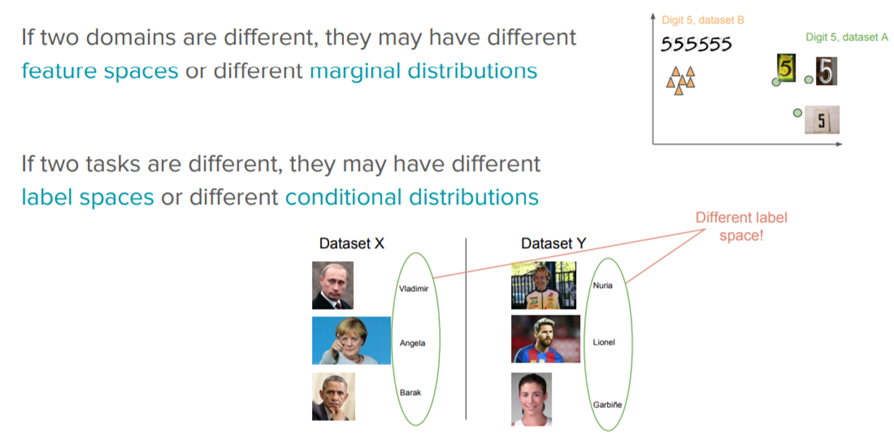 If two domains are different, they may have different
feature spaces or different marginal distributions
Digit 5, dataset B
555555
Digit 5, dataset A
5
5
5
If two tasks are different, they may have different
label spaces or different conditional distributions
Different label
space!
Dataset X
Dataset Y
Vladimir
Nuria
Angela
Lionel
Barak
Garbiñe